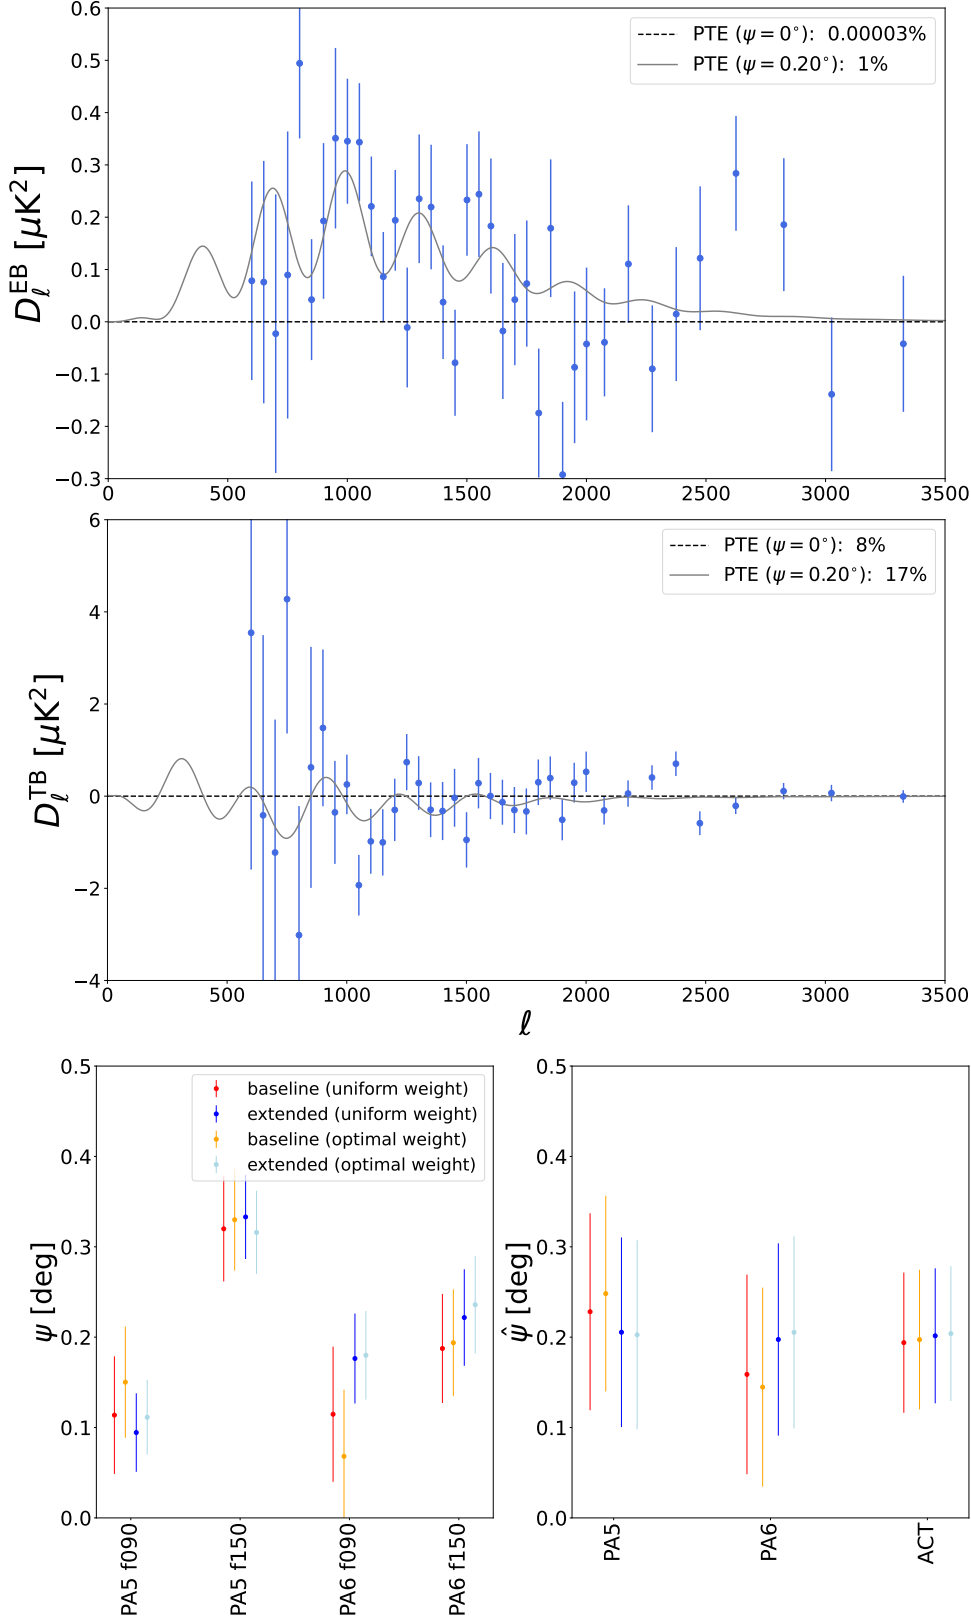 0.6
0.5
0.4
0.3
0.2
0.1
0.0
−0.1
−0.2
−0.3
D_ℓ^EB [μK²]
PTE (ψ = 0°): 0.00003%
PTE (ψ = 0.20°): 1%
0 500 1000 1500 2000 2500 3000 3500
6
4
2
0
−2
−4
D_ℓ^TB [μK²]
PTE (ψ = 0°): 8%
PTE (ψ = 0.20°): 17%
0 500 1000 1500 2000 2500 3000 3500
ℓ
0.5
0.4
0.3
0.2
0.1
0.0
ψ [deg]
baseline (uniform weight)
extended (uniform weight)
baseline (optimal weight)
extended (optimal weight)
PA5 f090
PA5 f150
PA6 f090
PA6 f150
0.5
0.4
0.3
0.2
0.1
0.0
ψ̂ [deg]
PA5
PA6
ACT